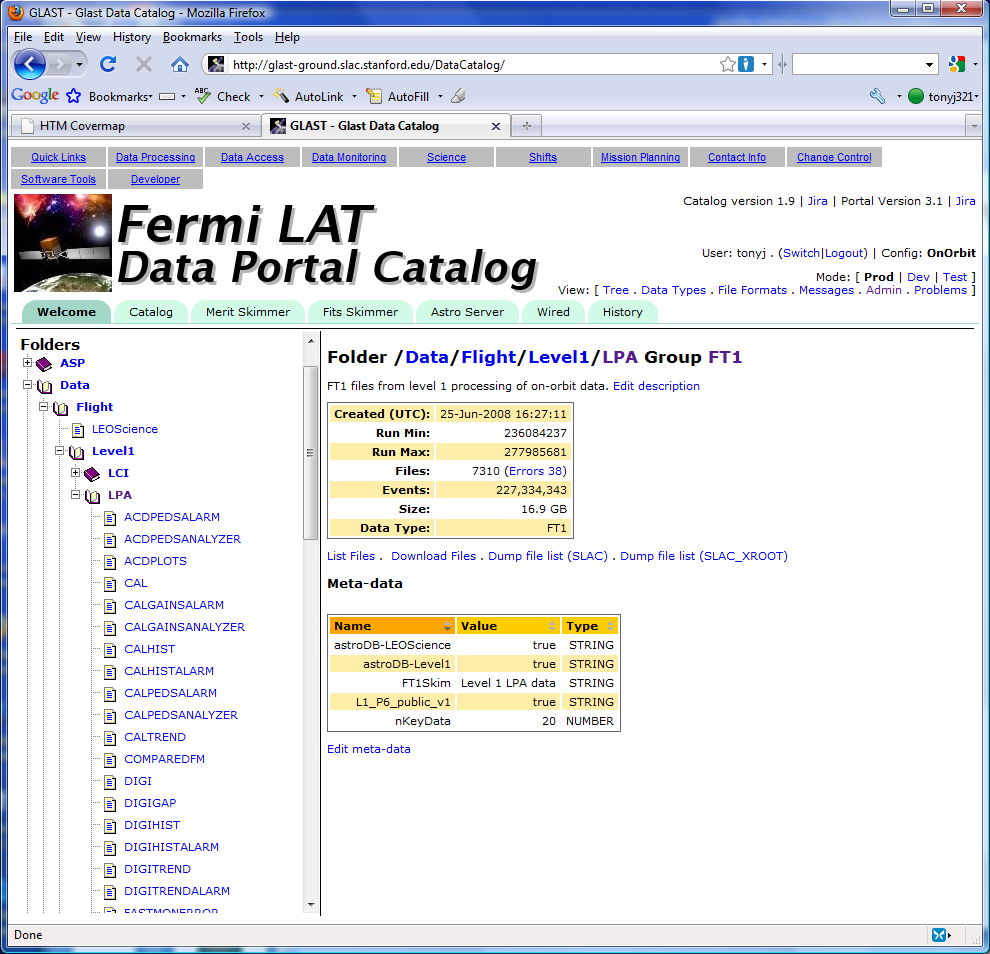 GLAST - Glast Data Catalog - Mozilla Firefox
File Edit View History Bookmarks Tools Help
http://glast-ground.slac.stanford.edu/DataCatalog/
Google Bookmarks Check AutoLink AutoFill tonyj321
HTM Covermap GLAST - Glast Data Catalog
Quick Links Data Processing Data Access Data Monitoring Science Shifts Mission Planning Contact Info Change Control
Software Tools Developer
Catalog version 1.9 | Jira | Portal Version 3.1 | Jira
Fermi LAT
Data Portal Catalog
User: tonyj . (Switch|Logout) | Config: OnOrbit
Mode: [ Prod | Dev | Test ]
View: [ Tree . Data Types . File Formats . Messages . Admin . Problems ]
Welcome Catalog Merit Skimmer Fits Skimmer Astro Server Wired History
Folders
ASP
Data
Flight
LEOScience
Level1
LCI
LPA
ACDPEDSALARM
ACDPEDSANALYZER
ACDPLOTS
CAL
CALGAINSALARM
CALGAINSANALYZER
CALHIST
CALHISTALARM
CALPEDSALARM
CALPEDSANALYZER
CALTREND
COMPAREDFM
DIGI
DIGIGAP
DIGIHIST
DIGIHISTALARM
DIGITREND
DIGITRENDALARM
FASTMONERROR
Folder /Data/Flight/Level1/LPA Group FT1
FT1 files from level 1 processing of on-orbit data. Edit description
Created (UTC): 25-Jun-2008 16:27:11
Run Min: 236084237
Run Max: 277985681
Files: 7310 (Errors 38)
Events: 227,334,343
Size: 16.9 GB
Data Type: FT1
List Files . Download Files . Dump file list (SLAC) . Dump file list (SLAC_XROOT)
Meta-data
Name Value Type
astroDB-LEOScience true STRING
astroDB-Level1 true STRING
FT1Skim Level 1 LPA data STRING
L1_P6_public_v1 true STRING
nKeyData 20 NUMBER
Edit meta-data
Done